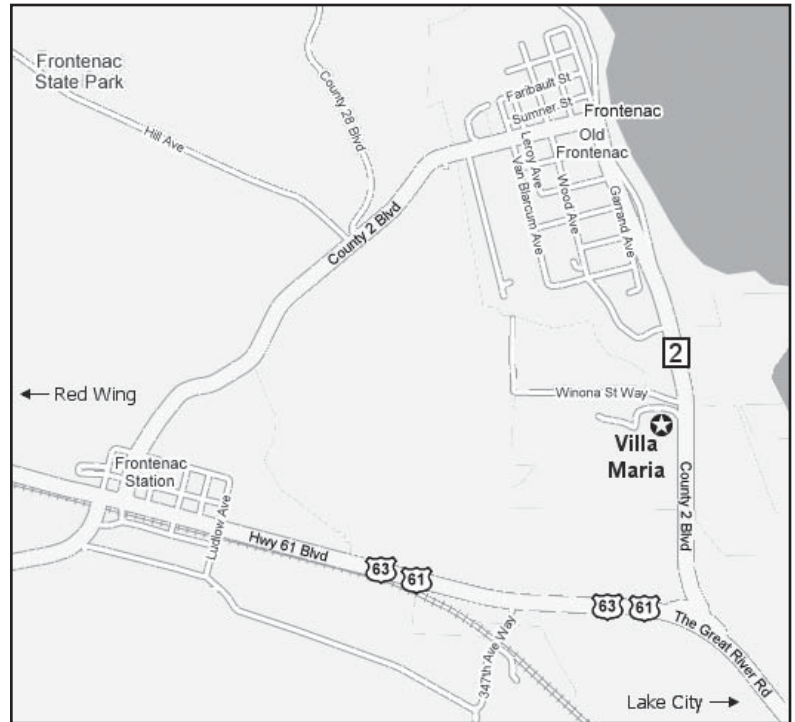 Frontenac
State Park
County 28 Blvd
Hill Ave
Faribault St
Sumner St
Frontenac
Old
Frontenac
Leroy Ave
Van Blarcum Ave
Wood Ave
Garrard Ave
County 2 Blvd
2
← Red Wing
Winona St Way
Villa
Maria
County 2 Blvd
Frontenac
Station
Ludlow Ave
Hwy 61 Blvd
63 61
63 61
The Great River Rd
347th Ave Way
Lake City →